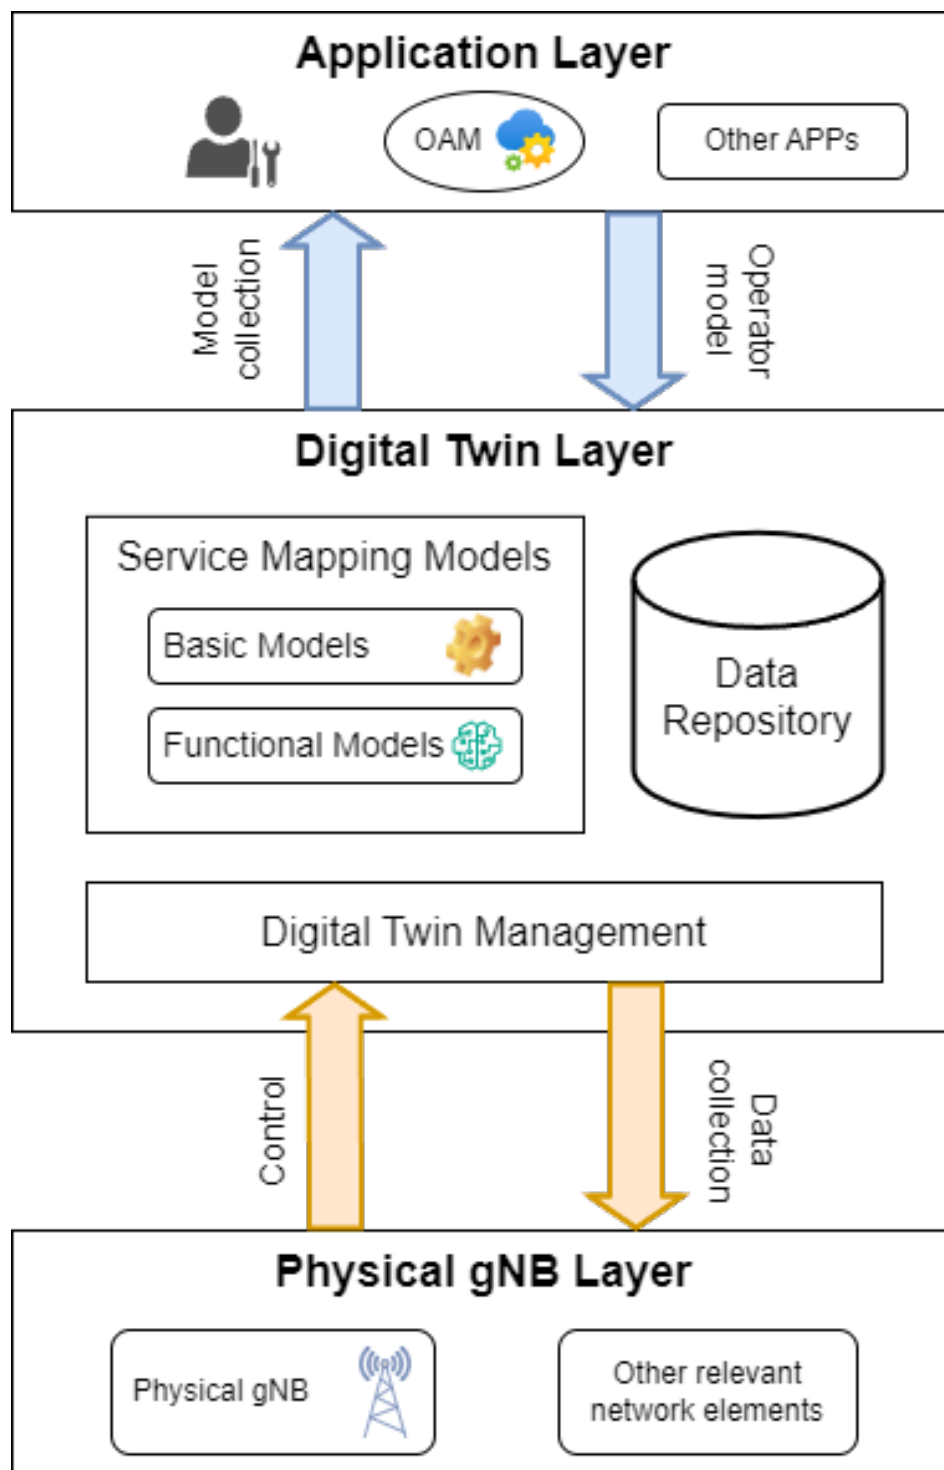 Application Layer
OAM
Other APPs
Model
collection
Operator
model
Digital Twin Layer
Service Mapping Models
Basic Models
Functional Models
Data
Repository
Digital Twin Management
Control
Data
collection
Physical gNB Layer
Physical gNB
Other relevant
network elements